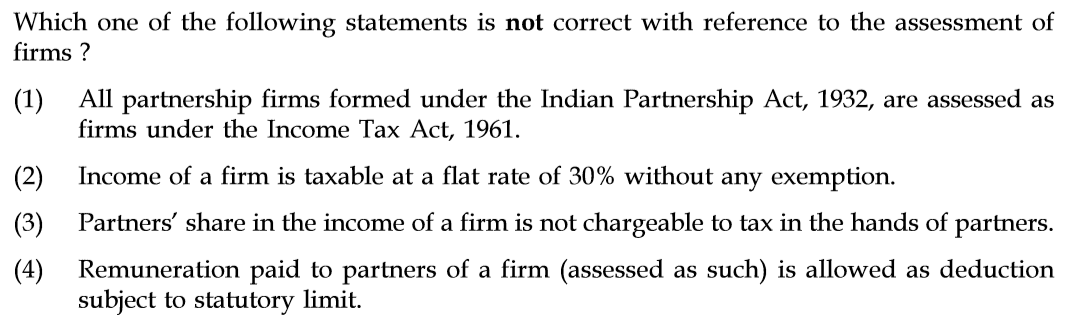 Which one of the following statements is not correct with reference to the assessment of
firms ?
(1) All partnership firms formed under the Indian Partnership Act, 1932, are assessed as
firms under the Income Tax Act, 1961.
(2) Income of a firm is taxable at a flat rate of 30% without any exemption.
(3) Partners' share in the income of a firm is not chargeable to tax in the hands of partners.
(4) Remuneration paid to partners of a firm (assessed as such) is allowed as deduction
subject to statutory limit.